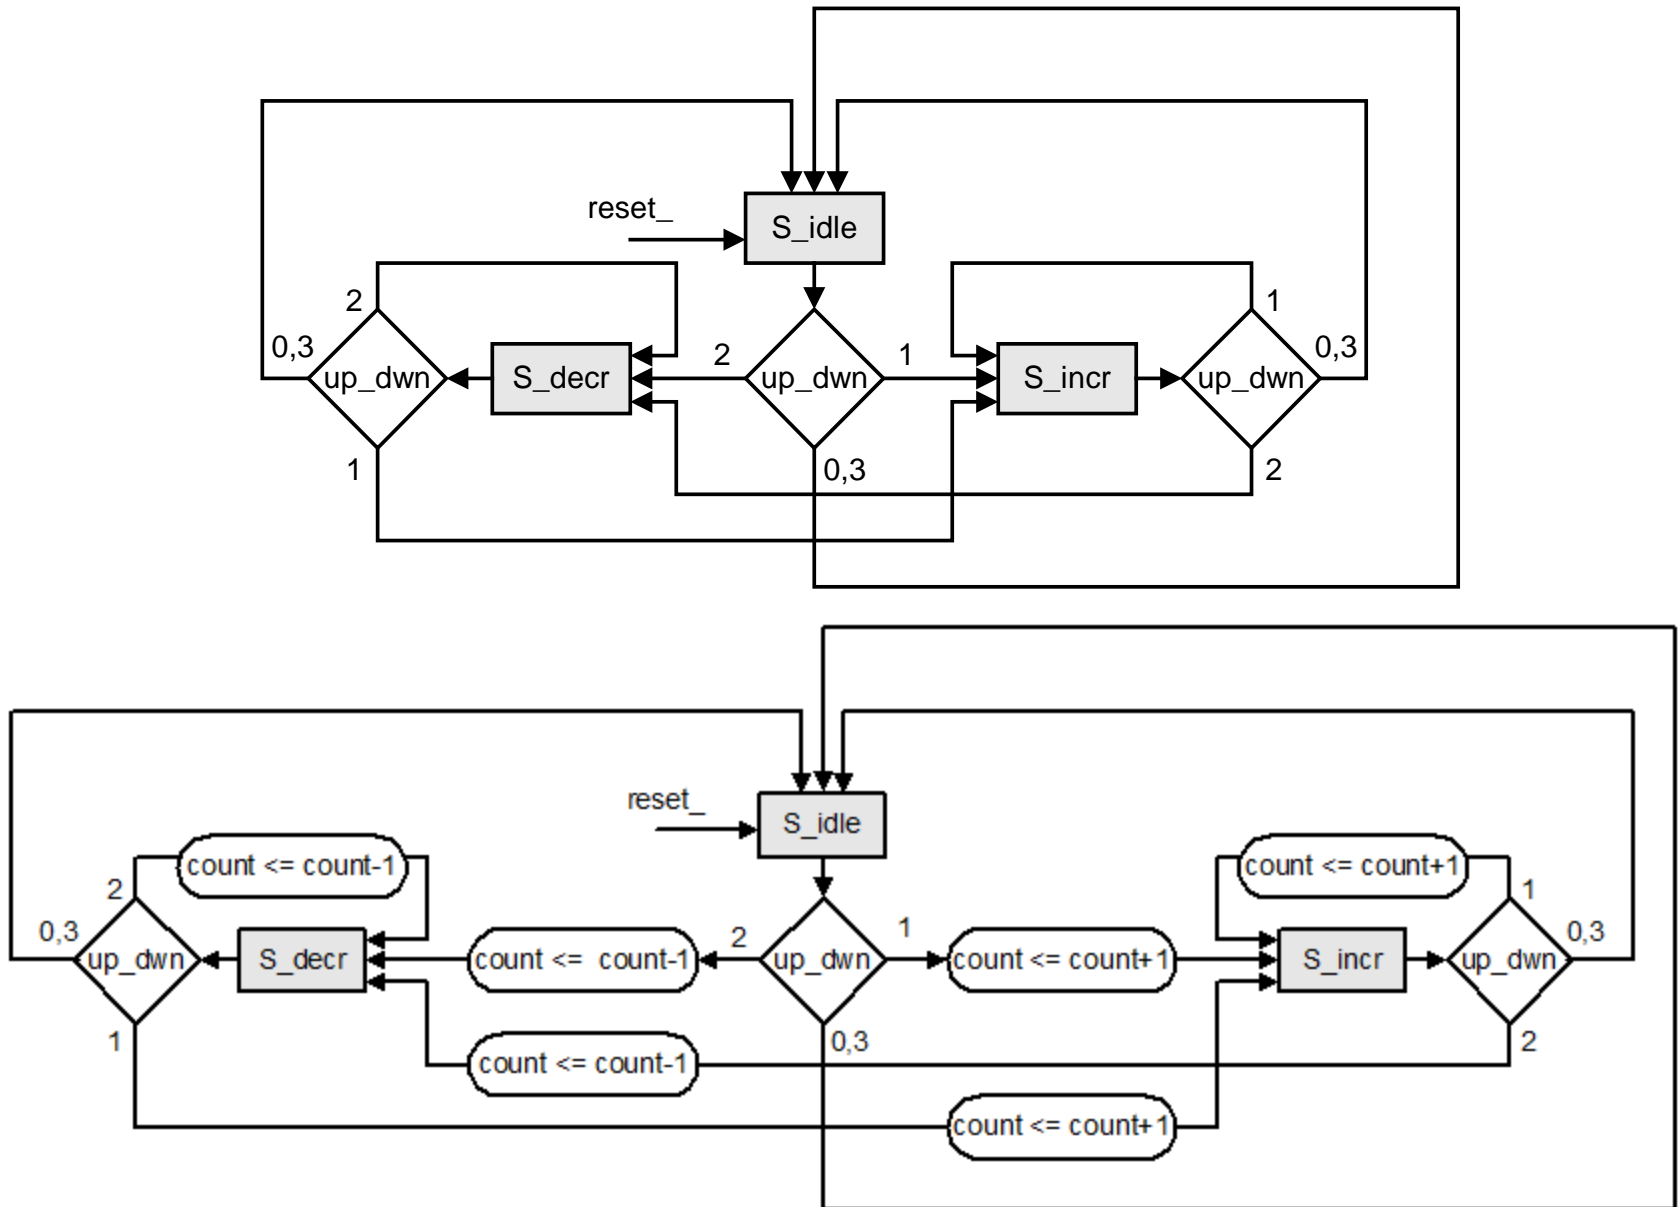 reset_
S_idle
2
1
0,3
2
1
0,3
up_dwn
S_decr
up_dwn
S_incr
up_dwn
1
0,3
2
reset_
S_idle
count <= count-1
count <= count+1
2
1
0,3
2
1
0,3
up_dwn
S_decr
count <= count-1
up_dwn
count <= count+1
S_incr
up_dwn
1
0,3
2
count <= count-1
count <= count+1